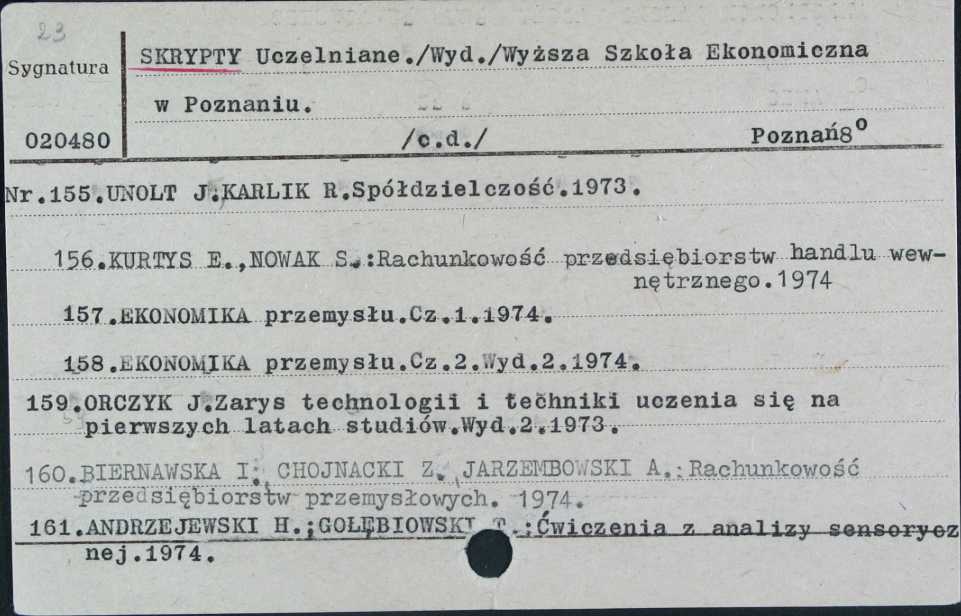 23
Sygnatura
SKRYPTY Uczelniane./Wyd./Wyższa Szkoła Ekonomiczna
w Poznaniu.
020480
/c.d./
Poznań8º
Nr.155.UNOLT J.KARLIK R.Spółdzielczość.1973.
156.KURTYS E.,NOWAK S.:Rachunkowość przedsiębiorstw handlu wew-
nętrznego.1974
157.EKONOMIKA przemysłu.Cz.1.1974.
158.EKONOMIKA przemysłu.Cz.2.Wyd.2.1974.
159.ORCZYK J.Zarys technologii i techniki uczenia się na
pierwszych latach studiów.Wyd.2.1973.
160.BIERNAWSKA I., CHOJNACKI Z. JARZEMBOWSKI A.:Rachunkowość
przedsiębiorstw przemysłowych. 1974.
161.ANDRZEJEWSKI H.;GOŁĘBIOWSKI T.:Ćwiczenia z analizy sensorycz
nej.1974.